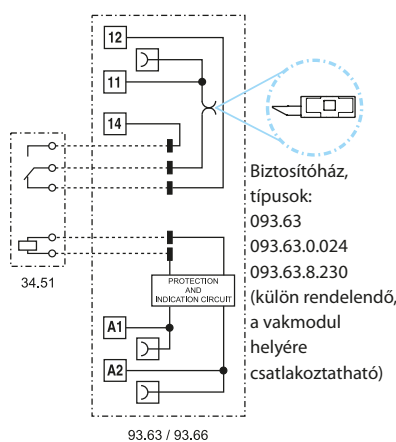 12
11
14
34.51
PROTECTION
AND
INDICATION CIRCUIT
A1
A2
93.63 / 93.66
Biztosítóház,
típusok:
093.63
093.63.0.024
093.63.8.230
(külön rendelendő,
a vakmodul
helyére
csatlakoztatható)